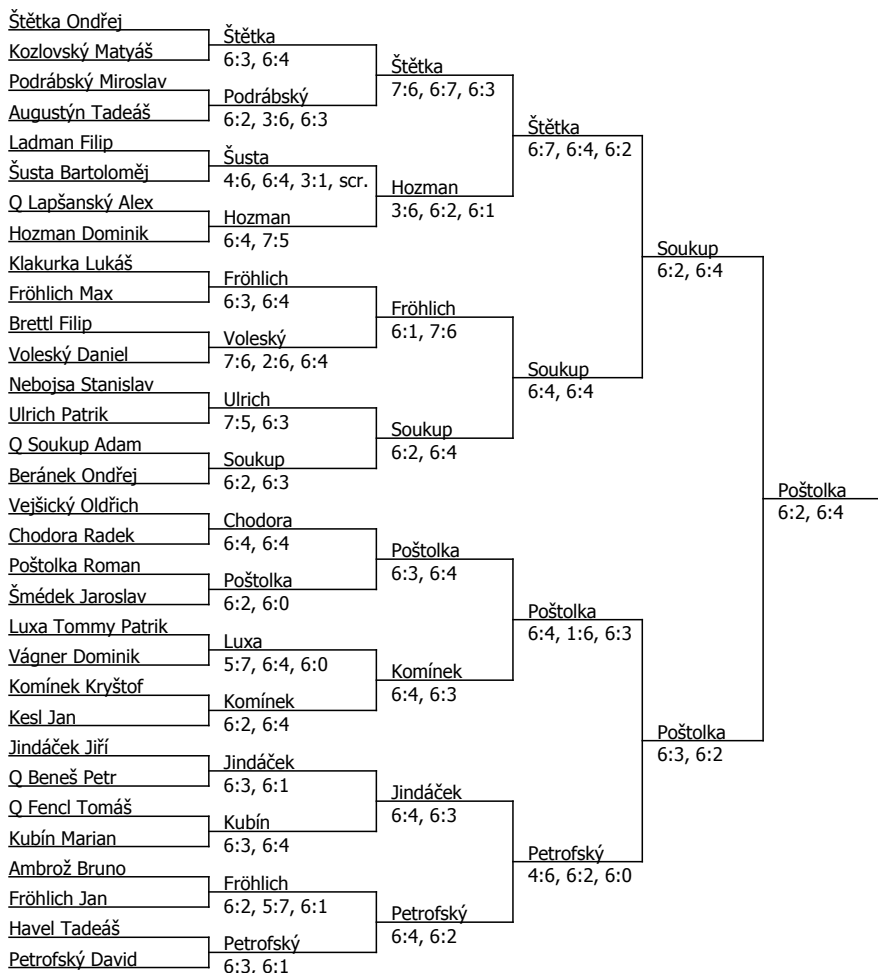 Štětka Ondřej
Kozlovský Matyáš
Podrábský Miroslav
Augustýn Tadeáš
Ladman Filip
Šusta Bartoloměj
Q Lapšanský Alex
Hozman Dominik
Klakurka Lukáš
Fröhlich Max
Brettl Filip
Voleský Daniel
Nebojsa Stanislav
Ulrich Patrik
Q Soukup Adam
Beránek Ondřej
Vejšický Oldřich
Chodora Radek
Poštolka Roman
Šmédek Jaroslav
Luxa Tommy Patrik
Vágner Dominik
Komínek Kryštof
Kesl Jan
Jindáček Jiří
Q Beneš Petr
Q Fencl Tomáš
Kubín Marian
Ambrož Bruno
Fröhlich Jan
Havel Tadeáš
Petrofský David
Štětka
6:3, 6:4
Podrábský
6:2, 3:6, 6:3
Šusta
4:6, 6:4, 3:1, scr.
Hozman
6:4, 7:5
Fröhlich
6:3, 6:4
Voleský
7:6, 2:6, 6:4
Ulrich
7:5, 6:3
Soukup
6:2, 6:3
Chodora
6:4, 6:4
Poštolka
6:2, 6:0
Luxa
5:7, 6:4, 6:0
Komínek
6:2, 6:4
Jindáček
6:3, 6:1
Kubín
6:3, 6:4
Fröhlich
6:2, 5:7, 6:1
Petrofský
6:3, 6:1
Štětka
7:6, 6:7, 6:3
Hozman
3:6, 6:2, 6:1
Fröhlich
6:1, 7:6
Soukup
6:2, 6:4
Poštolka
6:3, 6:4
Komínek
6:4, 6:3
Jindáček
6:4, 6:3
Petrofský
6:4, 6:2
Štětka
6:7, 6:4, 6:2
Soukup
6:4, 6:4
Poštolka
6:4, 1:6, 6:3
Petrofský
4:6, 6:2, 6:0
Soukup
6:2, 6:4
Poštolka
6:3, 6:2
Poštolka
6:2, 6:4